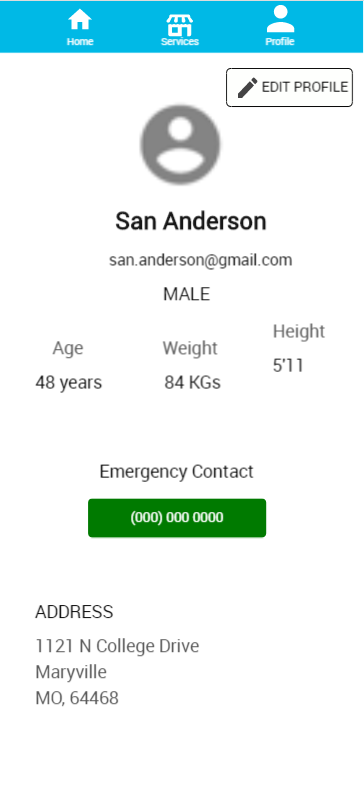 Home Services Profile
EDIT PROFILE
San Anderson
san.anderson@gmail.com
MALE
Age Weight Height
48 years 84 KGs 5'11
Emergency Contact
(000) 000 0000
ADDRESS
1121 N College Drive
Maryville
MO, 64468